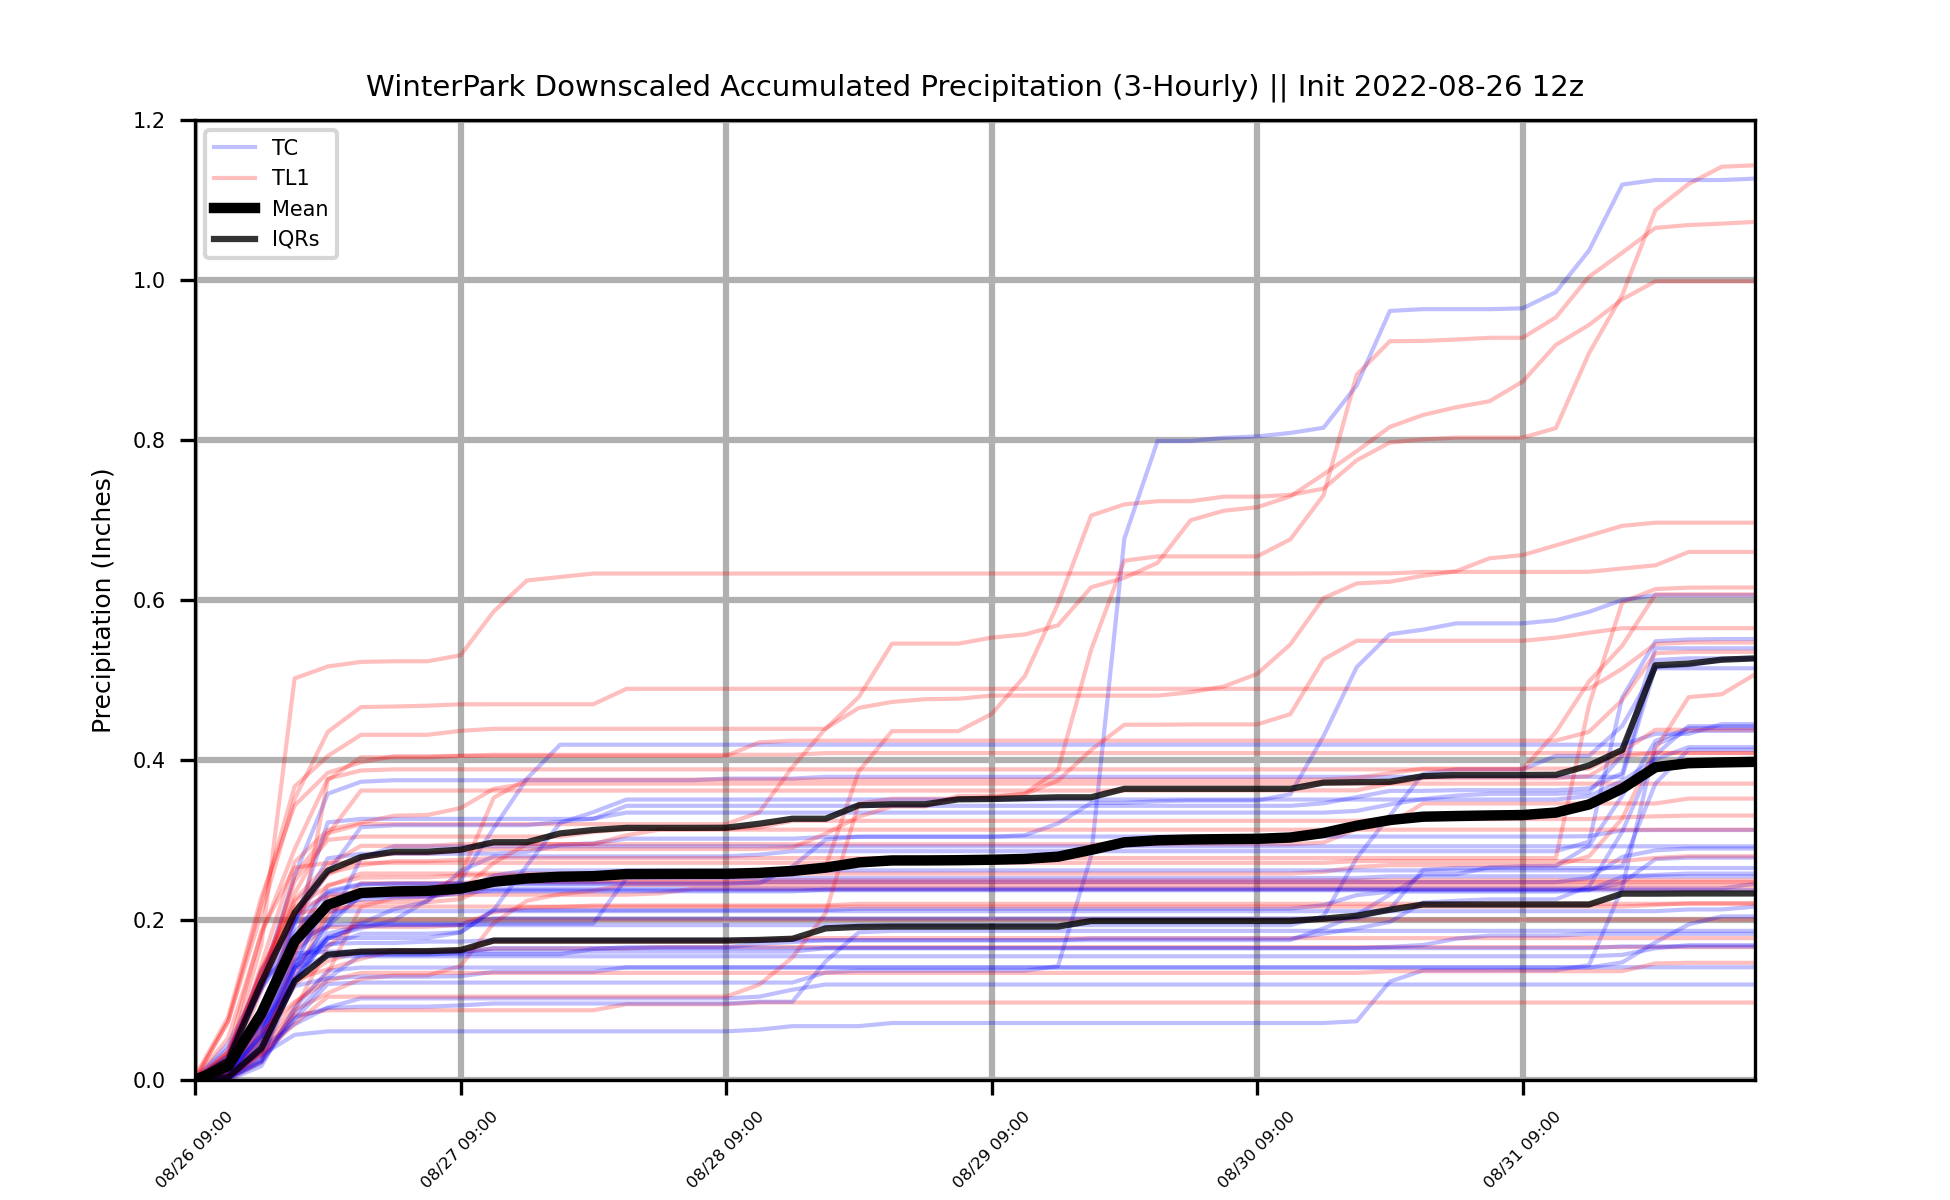 WinterPark Downscaled Accumulated Precipitation (3-Hourly) || Init 2022-08-26 12z
1.2
1.0
0.8
0.6
0.4
0.2
0.0
Precipitation (Inches)
TC
TL1
Mean
IQRs
08/26 09:00
08/27 09:00
08/28 09:00
08/29 09:00
08/30 09:00
08/31 09:00